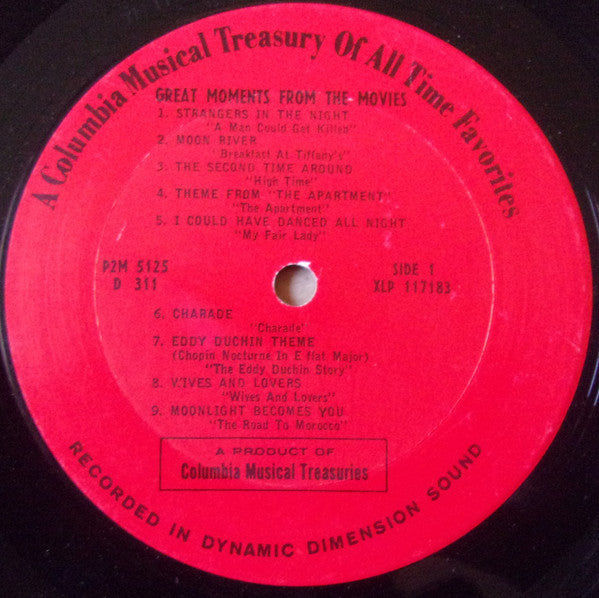 A Columbia Musical Treasury Of All Time Favorites
GREAT MOMENTS FROM THE MOVIES
1. STRANGERS IN THE NIGHT
"A Man Could Get Killed"
2. MOON RIVER
"Breakfast At Tiffany's"
3. THE SECOND TIME AROUND
"High Time"
4. THEME FROM "THE APARTMENT"
"The Apartment"
5. I COULD HAVE DANCED ALL NIGHT
"My Fair Lady"
P2M 5125
D 311
SIDE 1
XLP 117183
6. CHARADE
"Charade"
7. EDDY DUCHIN THEME
(Chopin Nocturne In E flat Major)
"The Eddy Duchin Story"
8. WIVES AND LOVERS
"Wives And Lovers"
9. MOONLIGHT BECOMES YOU
"The Road To Morocco"
A PRODUCT OF
Columbia Musical Treasuries
RECORDED IN DYNAMIC DIMENSION SOUND